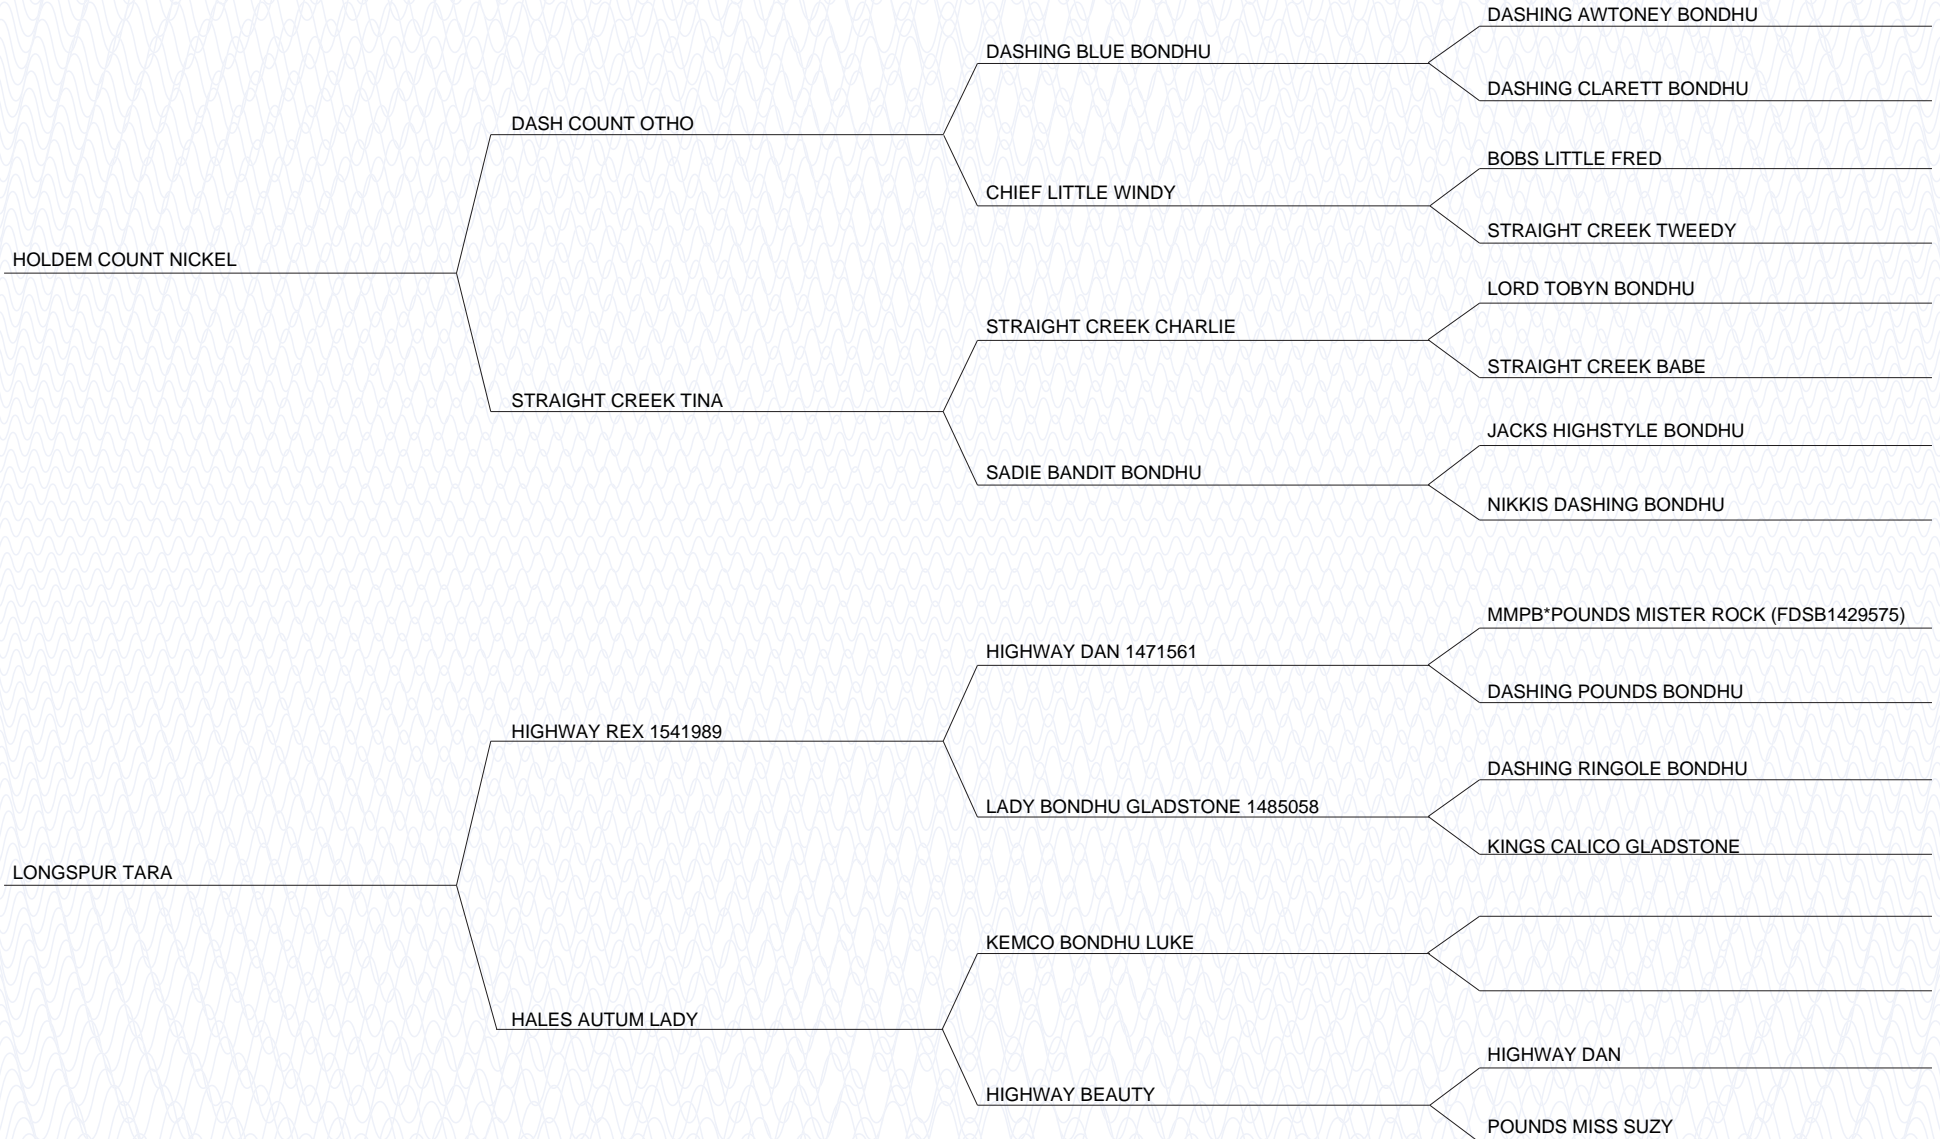 DASHING AWTONEY BONDHU
DASHING BLUE BONDHU
DASHING CLARETT BONDHU
DASH COUNT OTHO
BOBS LITTLE FRED
CHIEF LITTLE WINDY
STRAIGHT CREEK TWEEDY
HOLDEM COUNT NICKEL
LORD TOBYN BONDHU
STRAIGHT CREEK CHARLIE
STRAIGHT CREEK BABE
STRAIGHT CREEK TINA
JACKS HIGHSTYLE BONDHU
SADIE BANDIT BONDHU
NIKKIS DASHING BONDHU
MMPB*POUNDS MISTER ROCK (FDSB1429575)
HIGHWAY DAN 1471561
DASHING POUNDS BONDHU
HIGHWAY REX 1541989
DASHING RINGOLE BONDHU
LADY BONDHU GLADSTONE 1485058
KINGS CALICO GLADSTONE
LONGSPUR TARA
KEMCO BONDHU LUKE
HALES AUTUM LADY
HIGHWAY DAN
HIGHWAY BEAUTY
POUNDS MISS SUZY